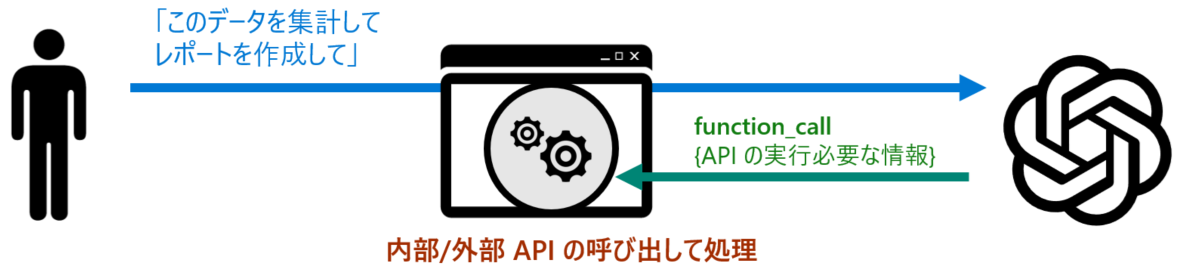 「このデータを集計して
レポートを作成して」
function_call
{API の実行必要な情報}
内部/外部 API の呼び出して処理